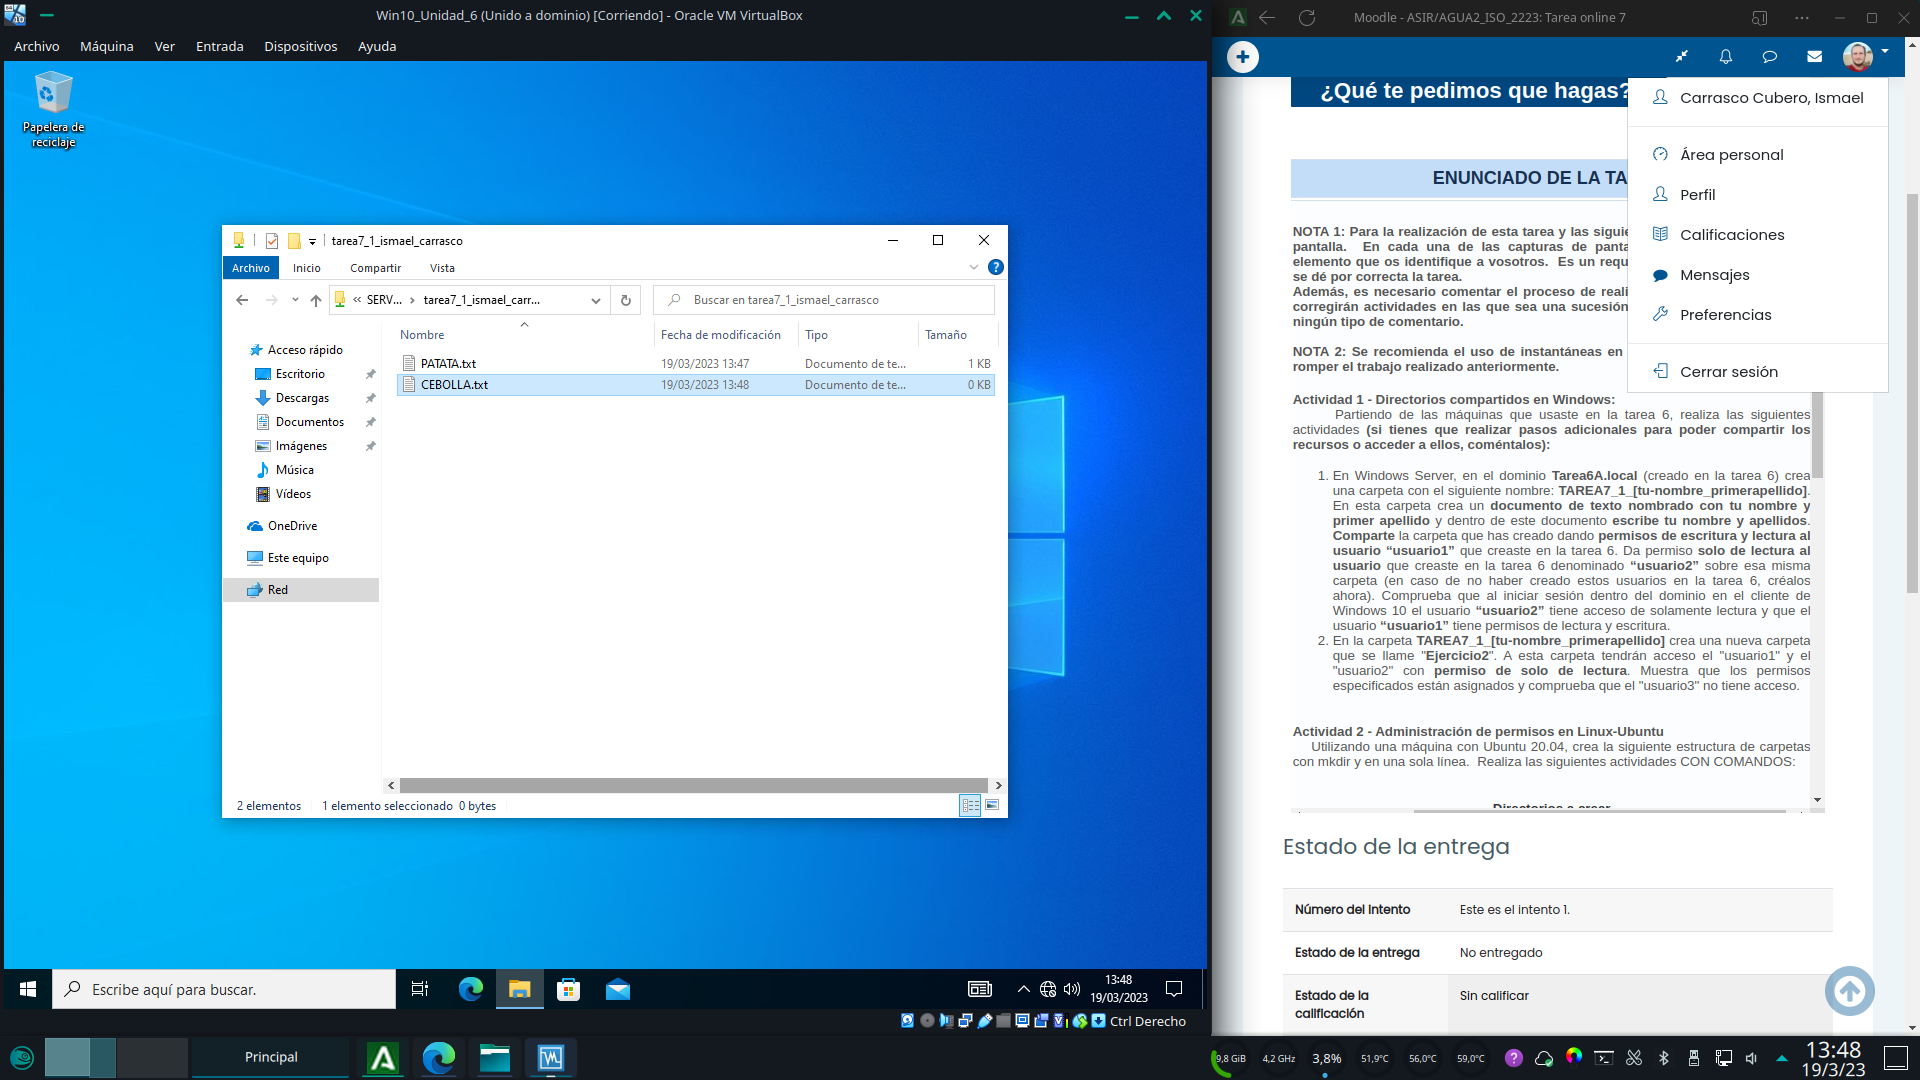 Win10_Unidad_6 (Unido a dominio) [Corriendo] - Oracle VM VirtualBox
Archivo Máquina Ver Entrada Dispositivos Ayuda
Papelera de
reciclaje
tarea7_1_ismael_carrasco
Archivo Inicio Compartir Vista
« SERV... › tarea7_1_ismael_carr...
Buscar en tarea7_1_ismael_carrasco
Nombre Fecha de modificación Tipo Tamaño
PATATA.txt 19/03/2023 13:47 Documento de te... 1 KB
CEBOLLA.txt 19/03/2023 13:48 Documento de te... 0 KB
Acceso rápido
Escritorio
Descargas
Documentos
Imágenes
Música
Vídeos
OneDrive
Este equipo
Red
2 elementos 1 elemento seleccionado 0 bytes
Escribe aquí para buscar.
13:48
19/03/2023
Ctrl Derecho
Moodle - ASIR/AGUA2_ISO_2223: Tarea online 7
¿Qué te pedimos que hagas?
Carrasco Cubero, Ismael
Área personal
Perfil
Calificaciones
Mensajes
Preferencias
Cerrar sesión
ENUNCIADO DE LA TA
NOTA 1: Para la realización de esta tarea y las siguie
pantalla. En cada una de las capturas de panta
elemento que os identifique a vosotros. Es un requ
se dé por correcta la tarea.
Además, es necesario comentar el proceso de reali
corregirán actividades en las que sea una sucesión
ningún tipo de comentario.
NOTA 2: Se recomienda el uso de instantáneas en
romper el trabajo realizado anteriormente.
Actividad 1 - Directorios compartidos en Windows:
Partiendo de las máquinas que usaste en la tarea 6, realiza las siguientes
actividades (si tienes que realizar pasos adicionales para poder compartir los
recursos o acceder a ellos, coméntalos):
1. En Windows Server, en el dominio Tarea6A.local (creado en la tarea 6) crea
una carpeta con el siguiente nombre: TAREA7_1_[tu-nombre_primerapellido].
En esta carpeta crea un documento de texto nombrado con tu nombre y
primer apellido y dentro de este documento escribe tu nombre y apellidos.
Comparte la carpeta que has creado dando permisos de escritura y lectura al
usuario “usuario1” que creaste en la tarea 6. Da permiso solo de lectura al
usuario que creaste en la tarea 6 denominado “usuario2” sobre esa misma
carpeta (en caso de no haber creado estos usuarios en la tarea 6, créalos
ahora). Comprueba que al iniciar sesión dentro del dominio en el cliente de
Windows 10 el usuario “usuario2” tiene acceso de solamente lectura y que el
usuario “usuario1” tiene permisos de lectura y escritura.
2. En la carpeta TAREA7_1_[tu-nombre_primerapellido] crea una nueva carpeta
que se llame "Ejercicio2". A esta carpeta tendrán acceso el "usuario1" y el
"usuario2" con permiso de solo de lectura. Muestra que los permisos
especificados están asignados y comprueba que el "usuario3" no tiene acceso.
Actividad 2 - Administración de permisos en Linux-Ubuntu
Utilizando una máquina con Ubuntu 20.04, crea la siguiente estructura de carpetas
con mkdir y en una sola línea. Realiza las siguientes actividades CON COMANDOS:
Directorios a crear
Estado de la entrega
Número del Intento Este es el intento 1.
Estado de la entrega No entregado
Estado de la
calificación
Sin calificar
Principal
9,8 GiB 4,2 GHz 3,8% 51,9°C 56,0°C 59,0°C
13:48
19/3/23